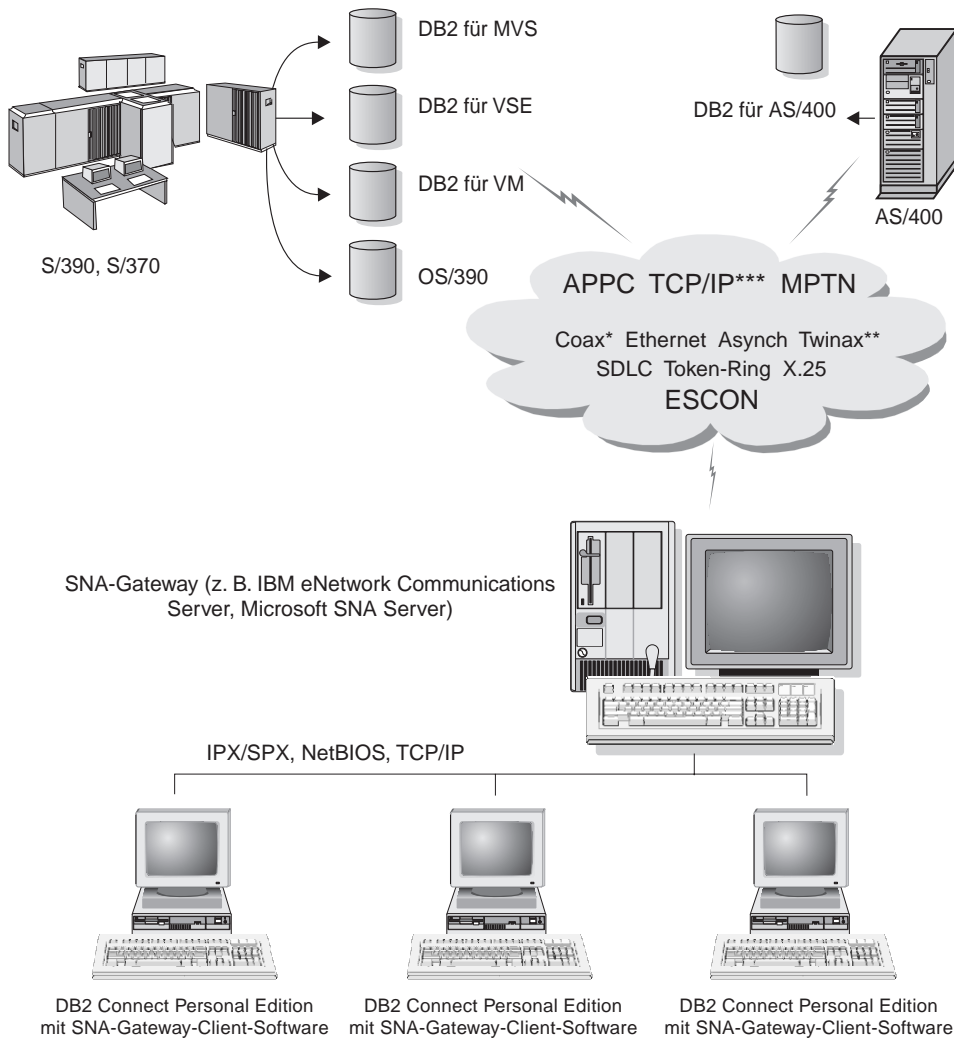 DB2 für MVS
DB2 für VSE
DB2 für VM
OS/390
S/390, S/370
DB2 für AS/400
AS/400
APPC TCP/IP*** MPTN
Coax* Ethernet Asynch Twinax**
SDLC Token-Ring X.25
ESCON
SNA-Gateway (z. B. IBM eNetwork Communications
Server, Microsoft SNA Server)
IPX/SPX, NetBIOS, TCP/IP
DB2 Connect Personal Edition
mit SNA-Gateway-Client-Software
DB2 Connect Personal Edition
mit SNA-Gateway-Client-Software
DB2 Connect Personal Edition
mit SNA-Gateway-Client-Software